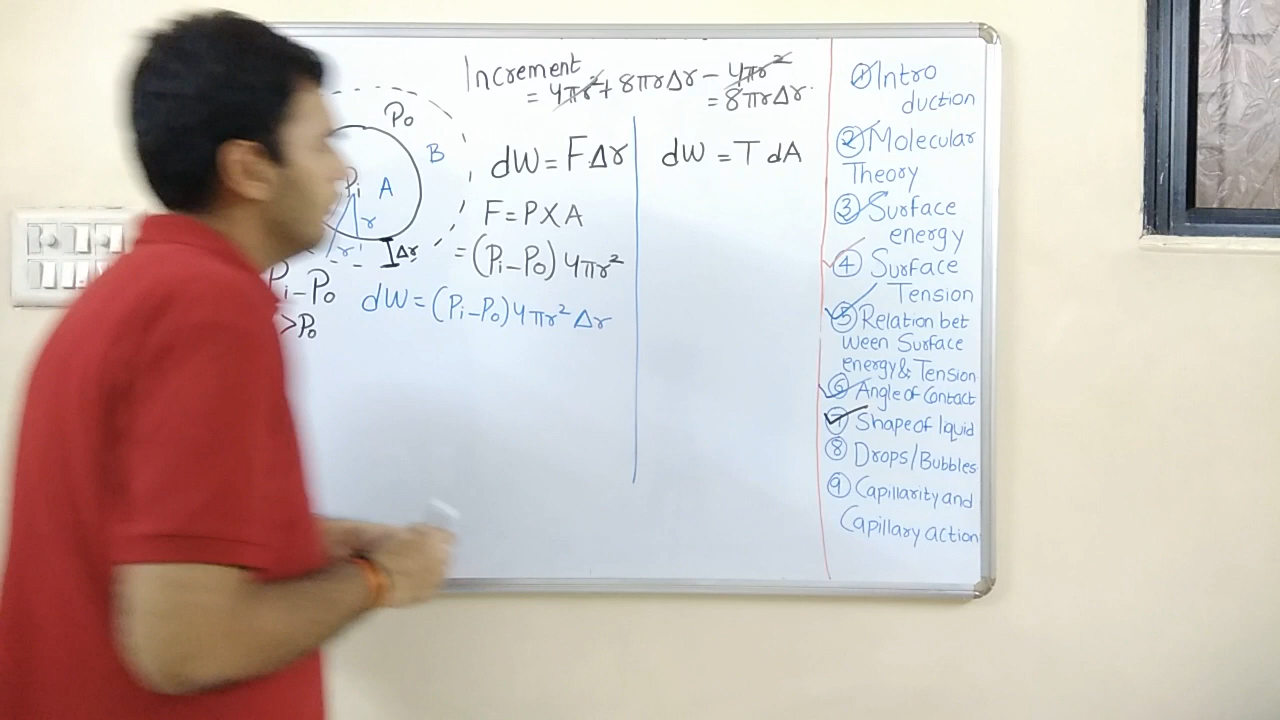 Increment
= 4πr² + 8πrΔr − 4πr²
= 8πrΔr
Po
B
Pi
A
r
r
Δr
Pi−Po
>Po
dW = FΔr
F = P X A
= (Pi−Po) 4πr²
dW = (Pi−Po) 4πr² Δr
dW = T dA
① Intro
duction
② Molecular
Theory
③ Surface
energy
④ Surface
Tension
⑤ Relation bet
ween Surface
energy & Tension
⑥ Angle of Contact
⑦ Shape of liquid
⑧ Drops/Bubbles
⑨ Capillarity and
Capillary action